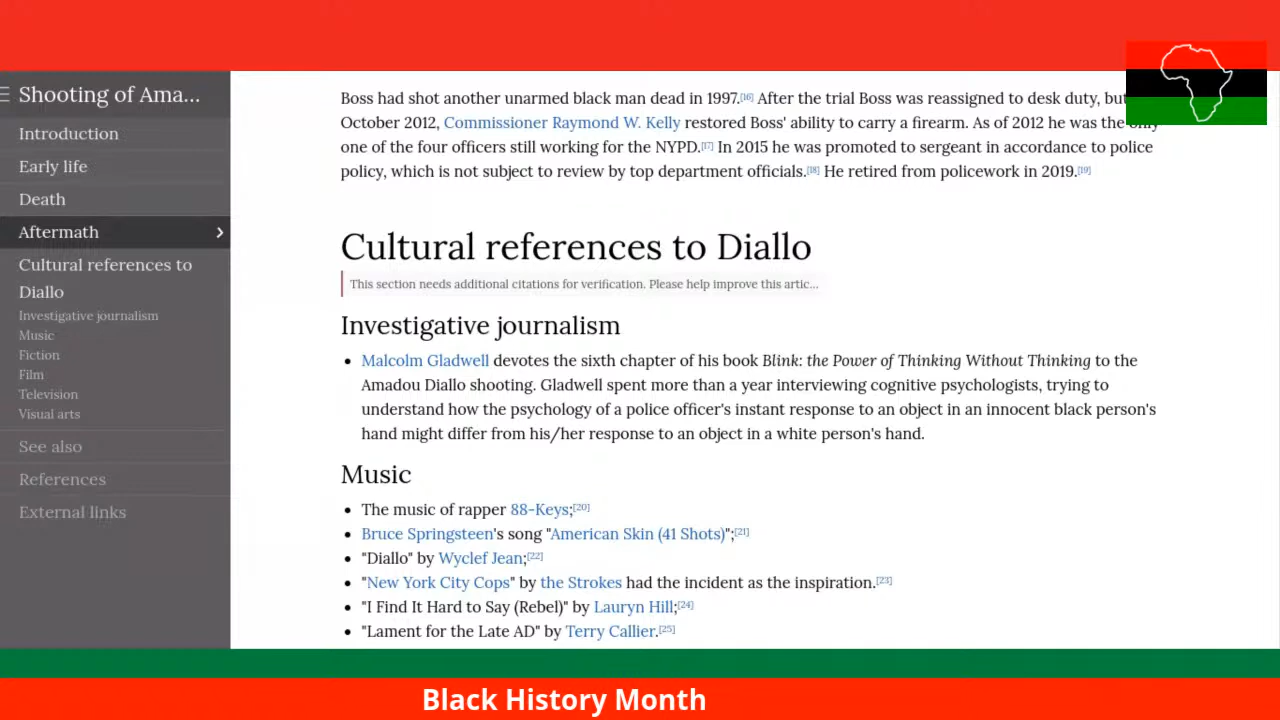 Shooting of Ama...
Introduction
Early life
Death
Aftermath
Cultural references to
Diallo
Investigative journalism
Music
Fiction
Film
Television
Visual arts
See also
References
External links
Boss had shot another unarmed black man dead in 1997.[16] After the trial Boss was reassigned to desk duty, but
October 2012, Commissioner Raymond W. Kelly restored Boss' ability to carry a firearm. As of 2012 he was the only
one of the four officers still working for the NYPD.[17] In 2015 he was promoted to sergeant in accordance to police
policy, which is not subject to review by top department officials.[18] He retired from policework in 2019.[19]
Cultural references to Diallo
This section needs additional citations for verification. Please help improve this artic...
Investigative journalism
• Malcolm Gladwell devotes the sixth chapter of his book Blink: the Power of Thinking Without Thinking to the
Amadou Diallo shooting. Gladwell spent more than a year interviewing cognitive psychologists, trying to
understand how the psychology of a police officer's instant response to an object in an innocent black person's
hand might differ from his/her response to an object in a white person's hand.
Music
• The music of rapper 88-Keys;[20]
• Bruce Springsteen's song "American Skin (41 Shots)";[21]
• "Diallo" by Wyclef Jean;[22]
• "New York City Cops" by the Strokes had the incident as the inspiration.[23]
• "I Find It Hard to Say (Rebel)" by Lauryn Hill;[24]
• "Lament for the Late AD" by Terry Callier.[25]
Black History Month